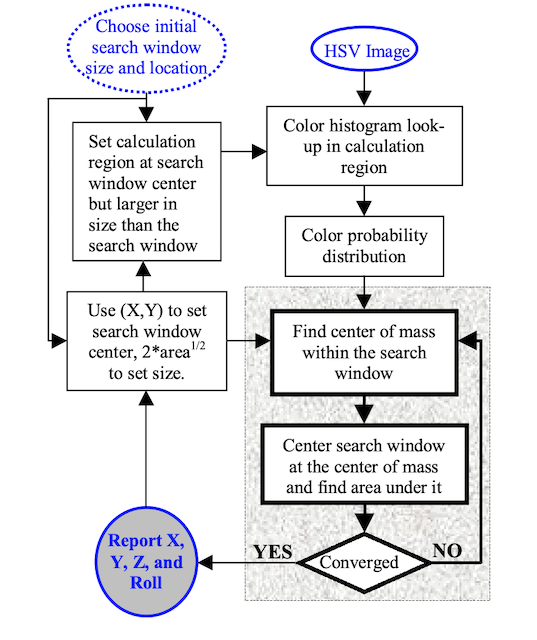 Choose initial
search window
size and location
HSV Image
Set calculation
region at search
window center
but larger in
size than the
search window
Color histogram look-
up in calculation
region
Color probability
distribution
Use (X,Y) to set
search window
center, 2*area^1/2
to set size.
Find center of mass
within the search
window
Center search window
at the center of mass
and find area under it
Report X,
Y, Z, and
Roll
YES
Converged
NO